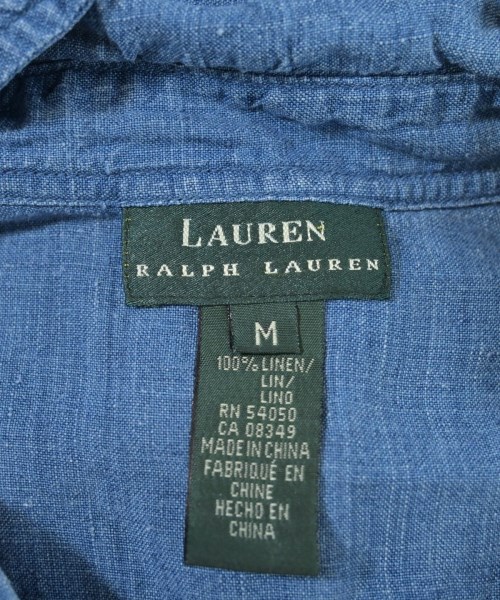 LAUREN
RALPH LAUREN
M
100% LINEN/
LIN/
LINO
RN 54050
CA 08349
MADE IN CHINA
FABRIQUÉ EN
CHINE
HECHO EN
CHINA